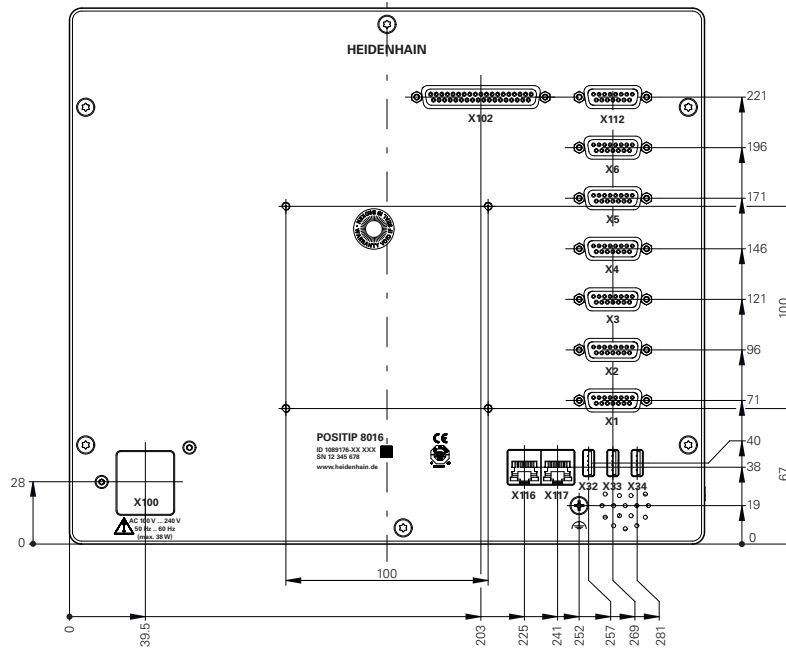 HEIDENHAIN
X102
X112
221
X6
196
X5
171
X4
146
X3
121
100
X2
96
X1
71
POSITIP 8016
CE
ID 1089176-XX XXX
SN 12 345 678
www.heidenhain.de
40
38
67
X32
X33
X34
X116
X117
28
X100
19
AC 100 V ... 240 V
50 Hz ... 60 Hz
(max. 38 W)
0
0
100
0
39.5
203
225
241
252
257
269
281